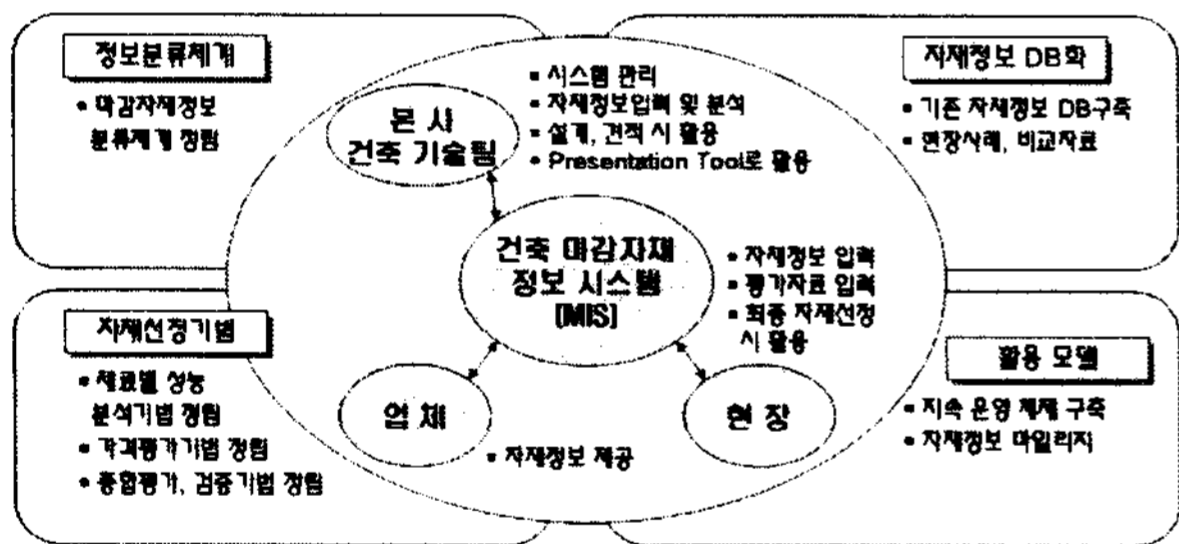 정보분류체계
• 마감자재정보
분류체계 정립
본 사
건축 기술팀
• 시스템 관리
• 자재정보입력 및 분석
• 설계, 견적 시 활용
• Presentation Tool로 활용
자재정보 DB화
• 기존 자재정보 DB구축
• 현장사례, 비교자료
건축 마감자재
정보 시스템
[MIS]
• 자재정보 입력
• 평가자료 입력
• 최종 자재선정
시 활용
자재선정기법
• 재료별 성능
분석기법 정립
• 가격평가기법 정립
• 종합평가, 검증기법 정립
업 체
• 자재정보 제공
현 장
활용 모델
• 지속 운영 체제 구축
• 자재정보 마일리지